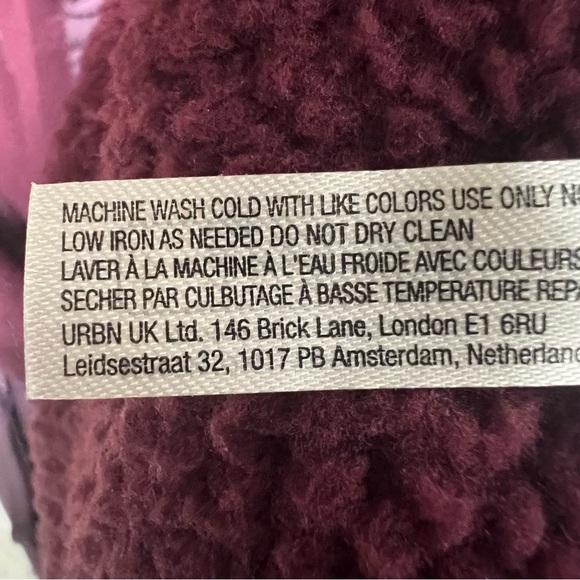 MACHINE WASH COLD WITH LIKE COLORS USE ONLY
LOW IRON AS NEEDED DO NOT DRY CLEAN
LAVER À LA MACHINE À L'EAU FROIDE AVEC COULEURS
SECHER PAR CULBUTAGE À BASSE TEMPERATURE
URBN UK Ltd. 146 Brick Lane, London E1 6RU
Leidsestraat 32, 1017 PB Amsterdam, Netherland